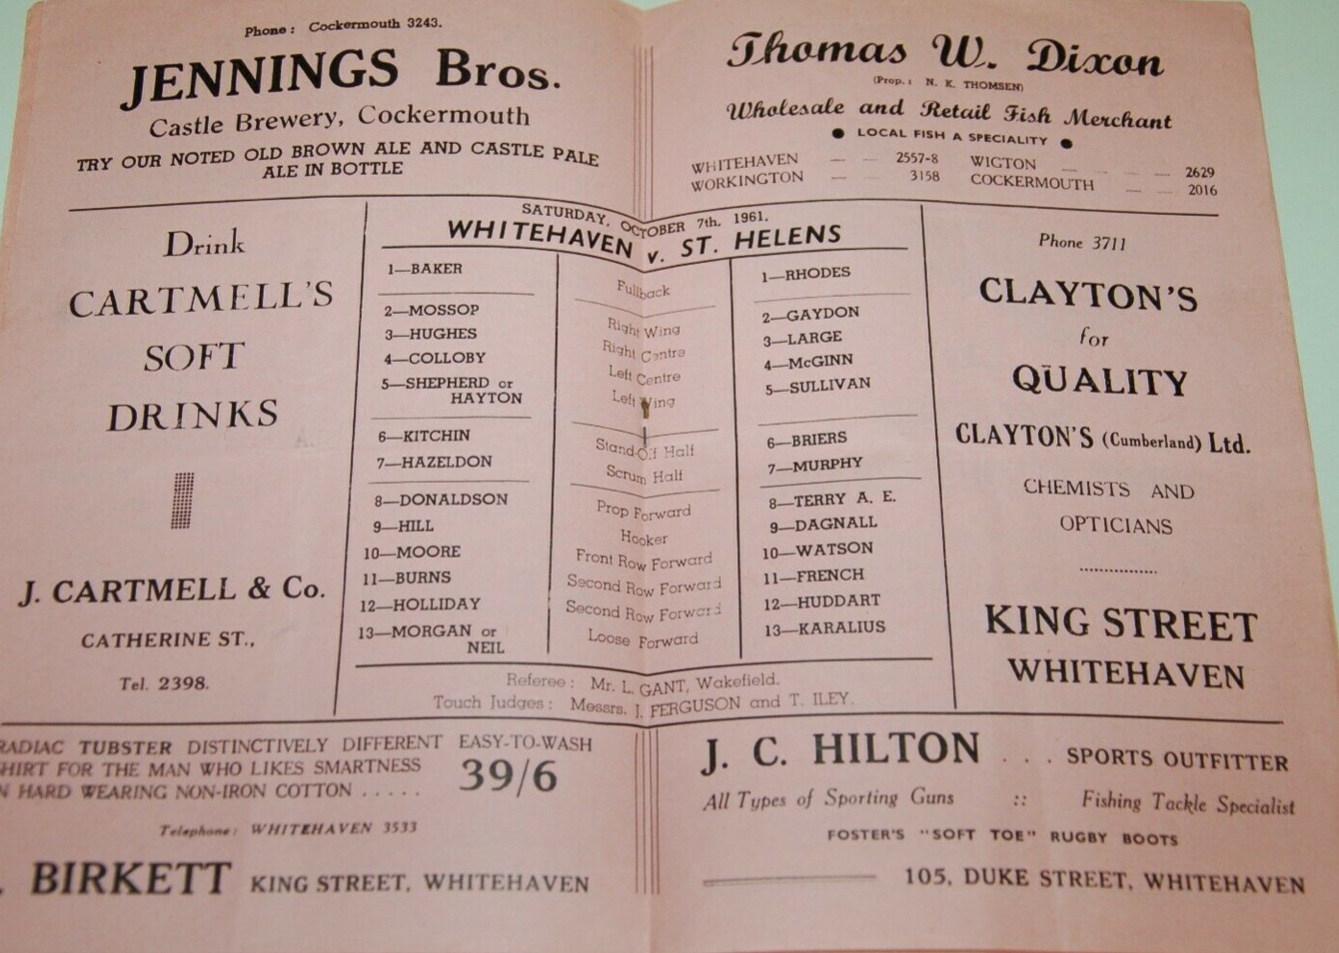 Phone : Cockermouth 3243.
JENNINGS Bros.
Castle Brewery, Cockermouth
TRY OUR NOTED OLD BROWN ALE AND CASTLE PALE
ALE IN BOTTLE
Thomas W. Dixon
(Prop. : N. K. THOMSEN)
Wholesale and Retail Fish Merchant
● LOCAL FISH A SPECIALITY ●
WHITEHAVEN — — 2557-8 WIGTON — — — — 2629
WORKINGTON — — 3158 COCKERMOUTH — — 2016
Drink
CARTMELL'S
SOFT
DRINKS
J. CARTMELL & Co.
CATHERINE ST.,
Tel. 2398.
SATURDAY, OCTOBER 7th. 1961.
WHITEHAVEN v. ST. HELENS
1—BAKER Fullback 1—RHODES
2—MOSSOP Right Wing 2—GAYDON
3—HUGHES Right Centre 3—LARGE
4—COLLOBY Left Centre 4—McGINN
5—SHEPHERD or Left Wing 5—SULLIVAN
HAYTON
6—KITCHIN Stand-Off Half 6—BRIERS
7—HAZELDON Scrum Half 7—MURPHY
8—DONALDSON Prop Forward 8—TERRY A. E.
9—HILL Hooker 9—DAGNALL
10—MOORE Front Row Forward 10—WATSON
11—BURNS Second Row Forward 11—FRENCH
12—HOLLIDAY Second Row Forward 12—HUDDART
13—MORGAN or Loose Forward 13—KARALIUS
NEIL
Referee : Mr. L. GANT, Wakefield.
Touch Judges : Messrs. J. FERGUSON and T. ILEY.
Phone 3711
CLAYTON'S
for
QUALITY
CLAYTON'S (Cumberland) Ltd.
CHEMISTS AND
OPTICIANS
KING STREET
WHITEHAVEN
RADIAC TUBSTER DISTINCTIVELY DIFFERENT EASY-TO-WASH
HIRT FOR THE MAN WHO LIKES SMARTNESS 39/6
N HARD WEARING NON-IRON COTTON . . . . .
Telephone: WHITEHAVEN 3533
. BIRKETT KING STREET, WHITEHAVEN
J. C. HILTON . . . SPORTS OUTFITTER
All Types of Sporting Guns :: Fishing Tackle Specialist
FOSTER'S "SOFT TOE" RUGBY BOOTS
105, DUKE STREET, WHITEHAVEN